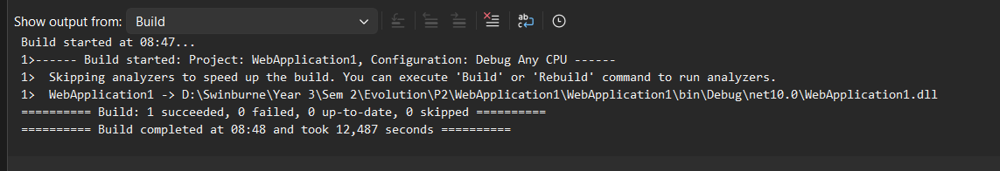 Show output from: Build
Build started at 08:47...
1>------ Build started: Project: WebApplication1, Configuration: Debug Any CPU ------
1>  Skipping analyzers to speed up the build. You can execute 'Build' or 'Rebuild' command to run analyzers.
1>  WebApplication1 -> D:\Swinburne\Year 3\Sem 2\Evolution\P2\WebApplication1\WebApplication1\bin\Debug\net10.0\WebApplication1.dll
========== Build: 1 succeeded, 0 failed, 0 up-to-date, 0 skipped ==========
========== Build completed at 08:48 and took 12,487 seconds ==========